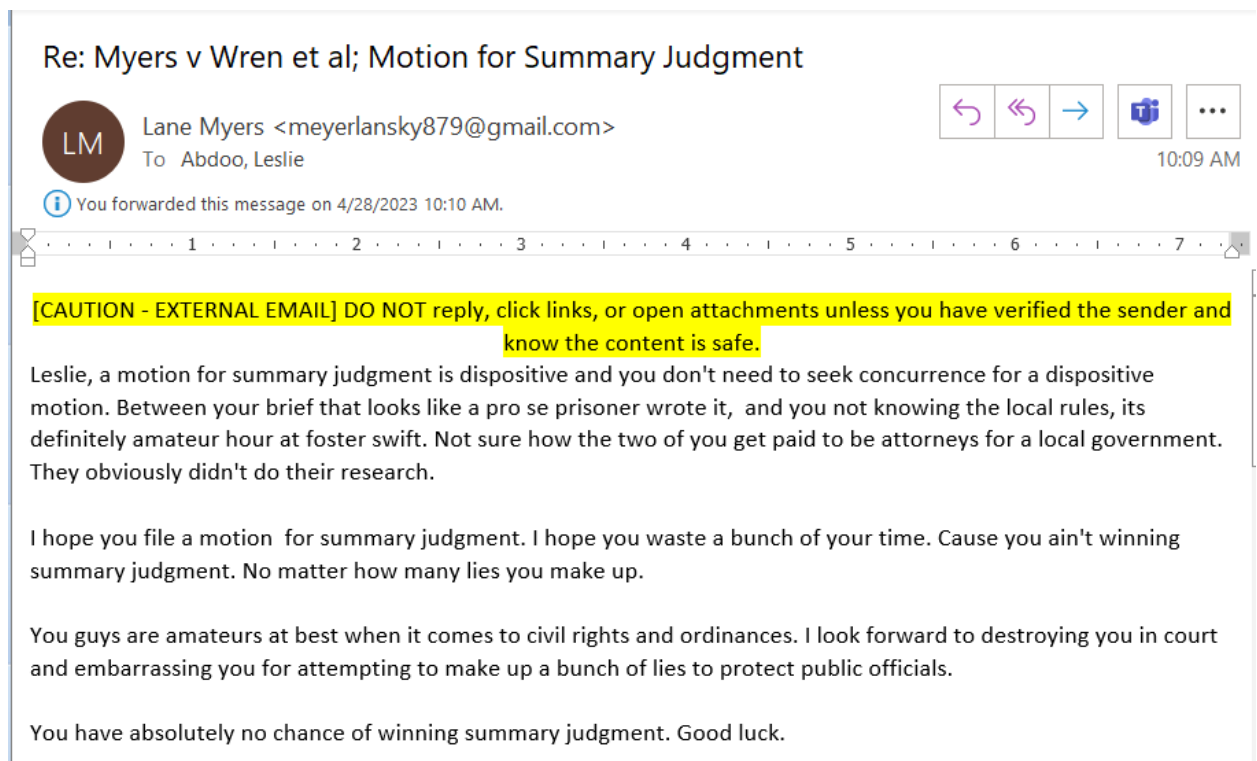 Re: Myers v Wren et al; Motion for Summary Judgment
LM
Lane Myers <meyerlansky879@gmail.com>
To Abdoo, Leslie
10:09 AM
You forwarded this message on 4/28/2023 10:10 AM.
1 2 3 4 5 6 7
[CAUTION - EXTERNAL EMAIL] DO NOT reply, click links, or open attachments unless you have verified the sender and
know the content is safe.
Leslie, a motion for summary judgment is dispositive and you don't need to seek concurrence for a dispositive
motion. Between your brief that looks like a pro se prisoner wrote it,  and you not knowing the local rules, its
definitely amateur hour at foster swift. Not sure how the two of you get paid to be attorneys for a local government.
They obviously didn't do their research.
I hope you file a motion  for summary judgment. I hope you waste a bunch of your time. Cause you ain't winning
summary judgment. No matter how many lies you make up.
You guys are amateurs at best when it comes to civil rights and ordinances. I look forward to destroying you in court
and embarrassing you for attempting to make up a bunch of lies to protect public officials.
You have absolutely no chance of winning summary judgment. Good luck.